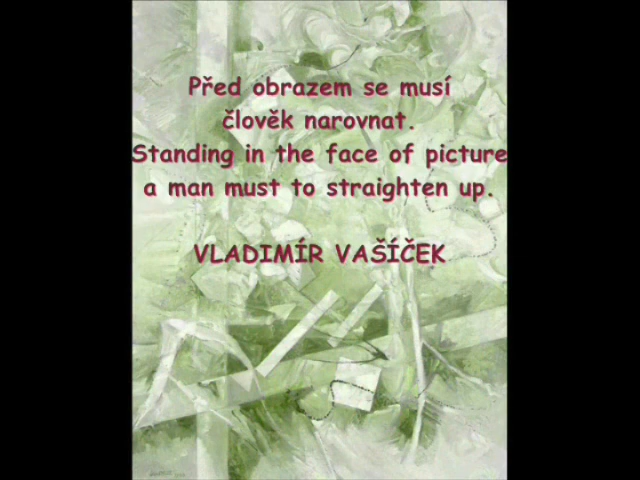 Před obrazem se musí
člověk narovnat.
Standing in the face of picture
a man must to straighten up.
VLADIMÍR VAŠÍČEK